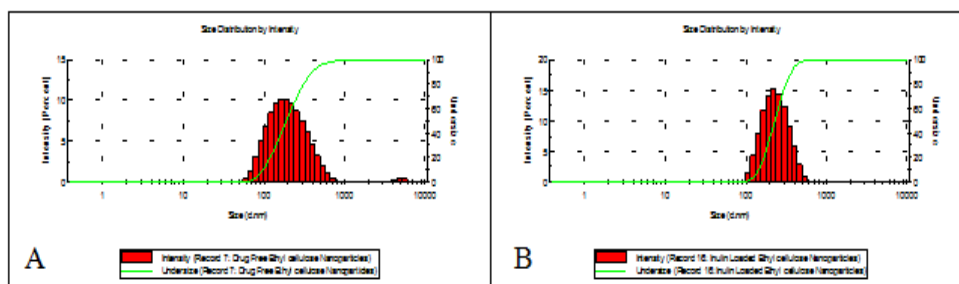 Size Distribution by Intensity
15
10
5
0
100
80
60
40
20
0
Intensity (Percent)
Undersize
1
10
100
1000
10000
Size (d.nm)
A
Intensity (Record 7: Drug Free Ethyl cellulose Nanoparticles)
Undersize (Record 7: Drug Free Ethyl cellulose Nanoparticles)
Size Distribution by Intensity
20
15
10
5
0
100
80
60
40
20
0
Intensity (Percent)
Undersize
1
10
100
1000
10000
Size (d.nm)
B
Intensity (Record 16: Inulin Loaded Ethyl cellulose Nanoparticles)
Undersize (Record 16: Inulin Loaded Ethyl cellulose Nanoparticles)